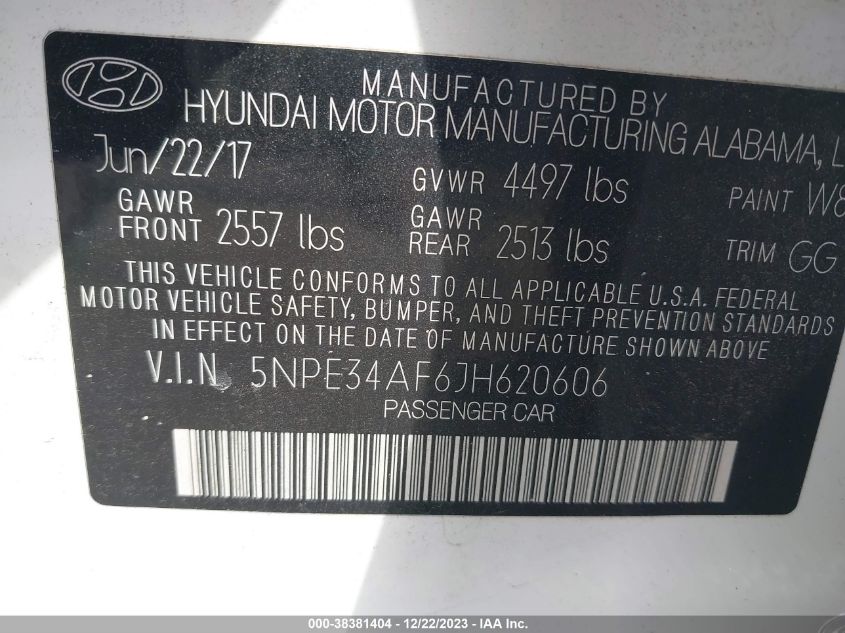 MANUFACTURED BY
HYUNDAI MOTOR MANUFACTURING ALABAMA,
Jun/22/17 GVWR 4497 lbs PAINT
GAWR FRONT 2557 lbs GAWR REAR 2513 lbs TRIM GG
THIS VEHICLE CONFORMS TO ALL APPLICABLE U.S.A. FEDERAL
MOTOR VEHICLE SAFETY, BUMPER, AND THEFT PREVENTION STANDARDS
IN EFFECT ON THE DATE OF MANUFACTURE SHOWN ABOVE
V.I.N. 5NPE34AF6JH620606
PASSENGER CAR
000-38381404 - 12/22/2023 - IAA Inc.